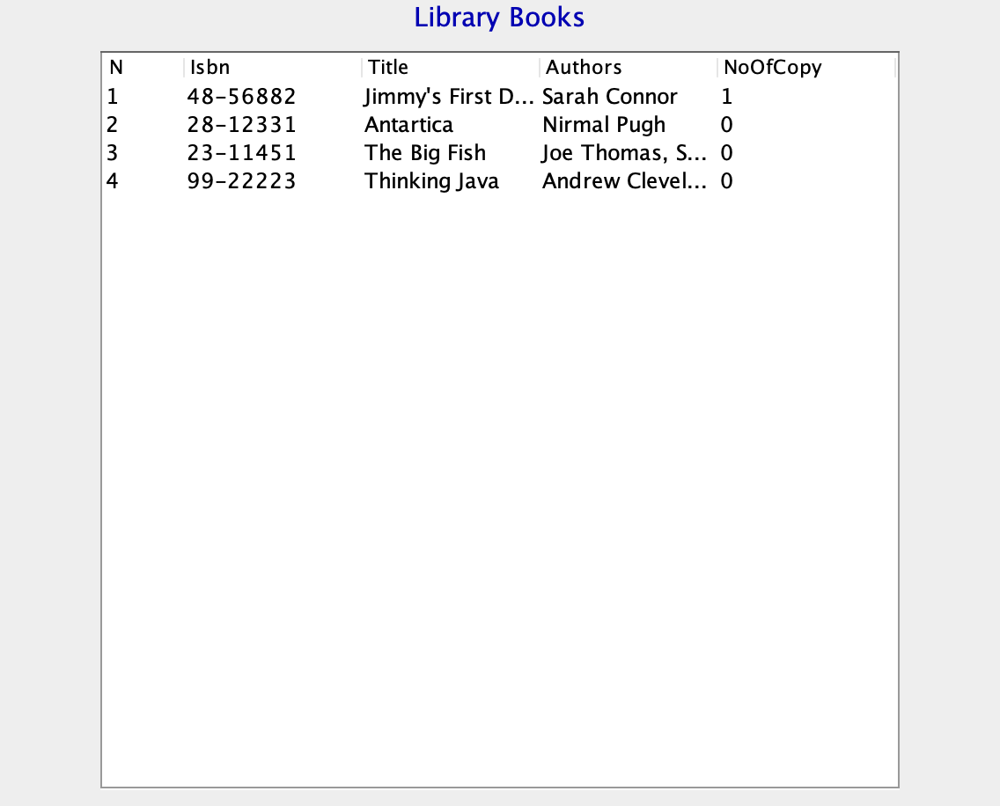 Library Books
N Isbn Title Authors NoOfCopy
1 48-56882 Jimmy's First D... Sarah Connor 1
2 28-12331 Antartica Nirmal Pugh 0
3 23-11451 The Big Fish Joe Thomas, S... 0
4 99-22223 Thinking Java Andrew Clevel... 0